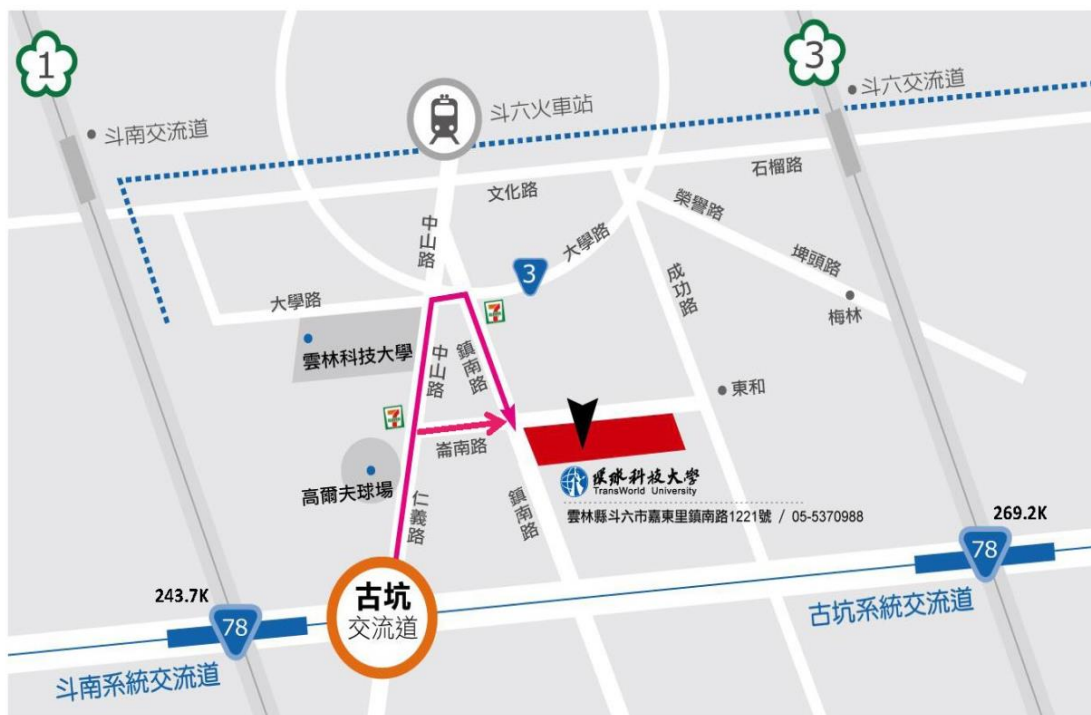 1
3
斗南交流道
斗六火車站
斗六交流道
文化路
石榴路
榮譽路
中山路
大學路
3
成功路
埤頭路
大學路
7
梅林
雲林科技大學
中山路
鎮南路
7
東和
崙南路
高爾夫球場
仁義路
鎮南路
環球科技大學
TransWorld University
雲林縣斗六市嘉東里鎮南路1221號 / 05-5370988
269.2K
78
古坑系統交流道
古坑
交流道
243.7K
78
斗南系統交流道